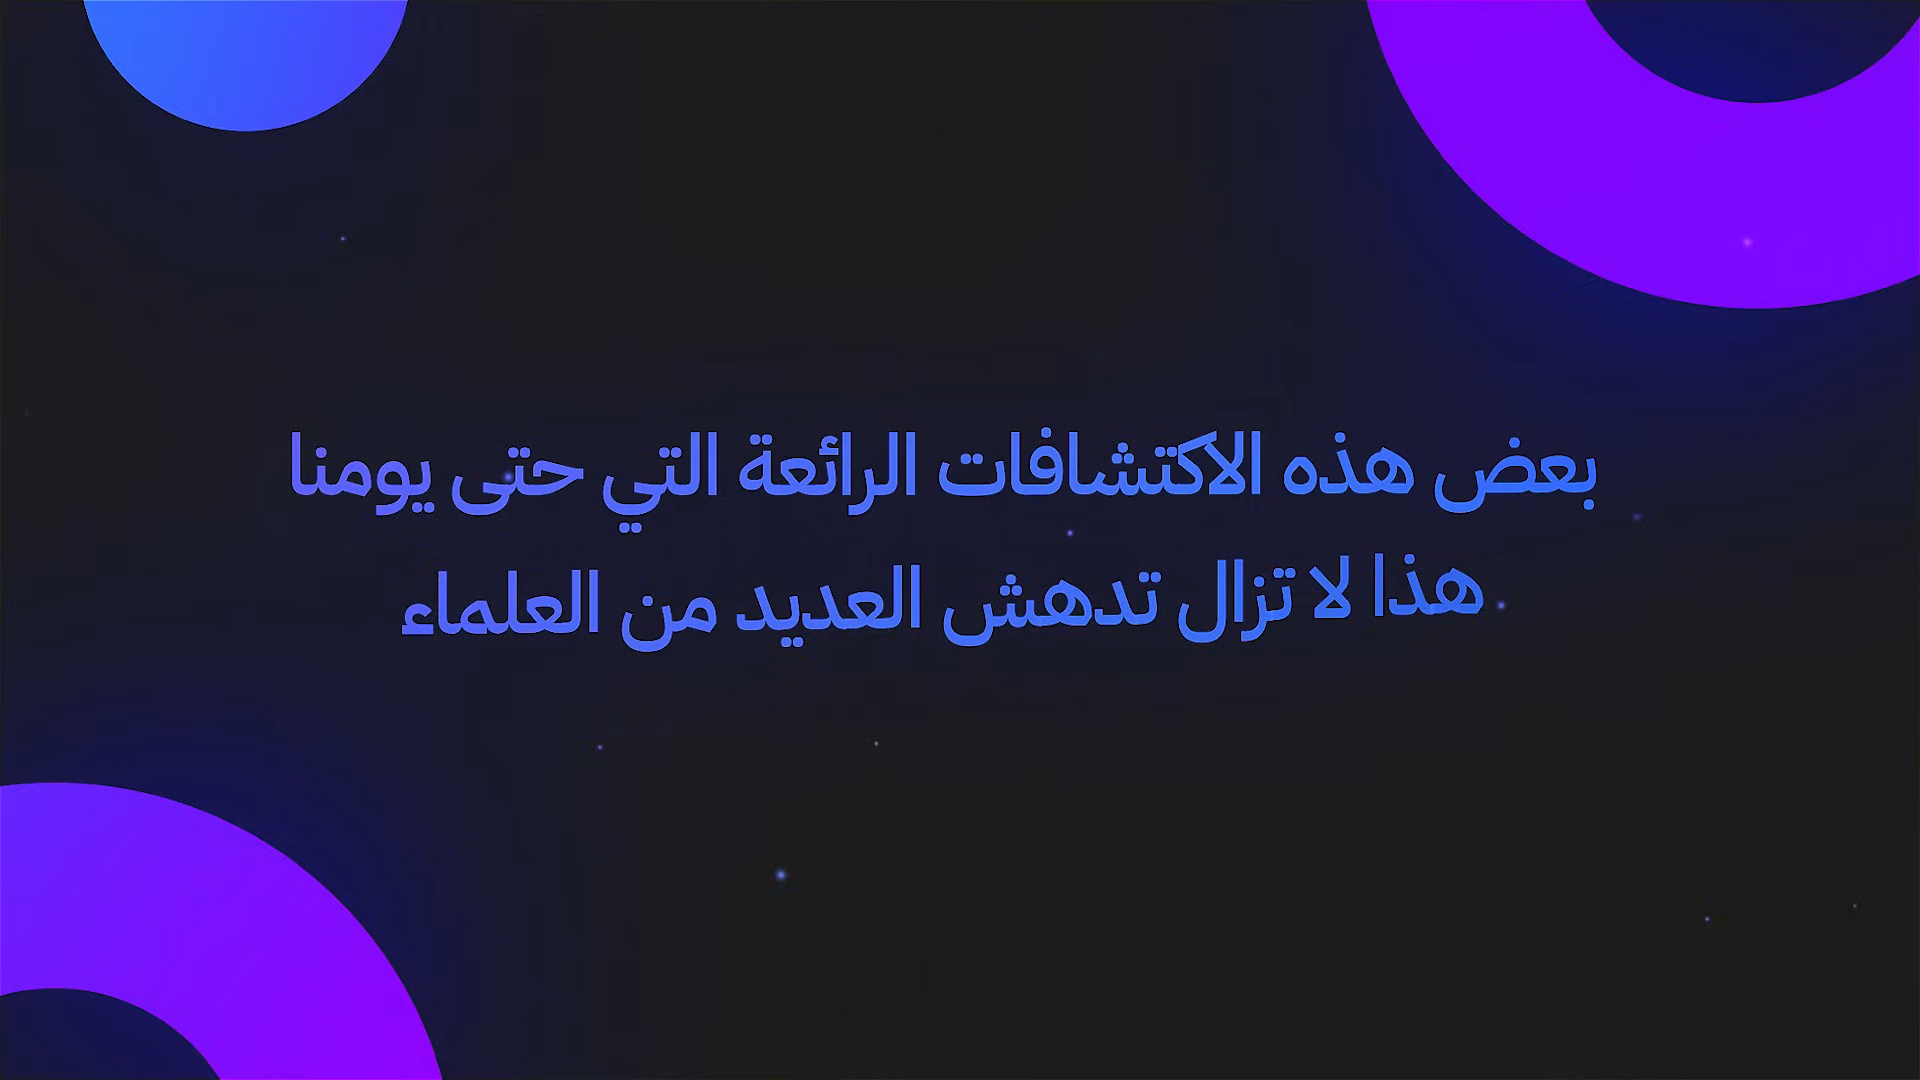 بعض هذه الاكتشافات الرائعة التي حتى يومنا
هذا لا تزال تدهش العديد من العلماء